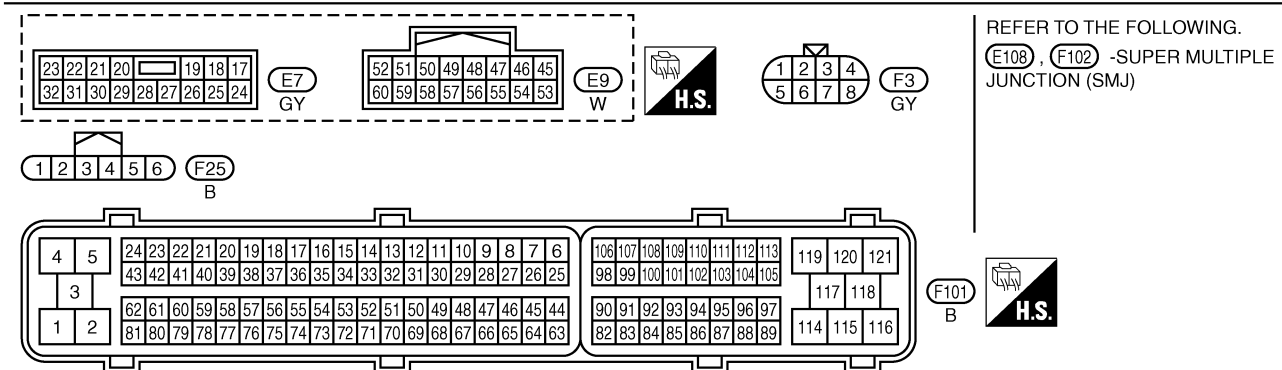 REFER TO THE FOLLOWING.
E108 , F102 -SUPER MULTIPLE
JUNCTION (SMJ)
23 22 21 20 19 18 17
32 31 30 29 28 27 26 25 24
E7
GY
52 51 50 49 48 47 46 45
60 59 58 57 56 55 54 53
E9
W
H.S.
1 2 3 4
5 6 7 8
F3
GY
1 2 3 4 5 6
F25
B
4 5
3
1 2
24 23 22 21 20 19 18 17 16 15 14 13 12 11 10 9 8 7 6
43 42 41 40 39 38 37 36 35 34 33 32 31 30 29 28 27 26 25
62 61 60 59 58 57 56 55 54 53 52 51 50 49 48 47 46 45 44
81 80 79 78 77 76 75 74 73 72 71 70 69 68 67 66 65 64 63
106 107 108 109 110 111 112 113
98 99 100 101 102 103 104 105
90 91 92 93 94 95 96 97
82 83 84 85 86 87 88 89
119 120 121
117 118
114 115 116
F101
B
H.S.